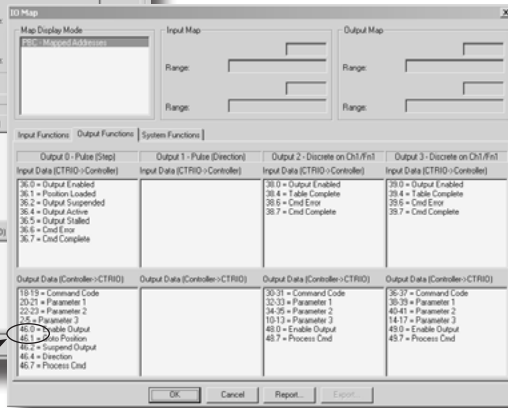 IO Map
x
Map Display Mode
PBC - Mapped Addresses
Input Map
Range:
Range:
Output Map
Range:
Range:
Input Functions
Output Functions
System Functions
Output 0 - Pulse (Step)
Input Data (CTRIO->Controller)
36.0 = Output Enabled
36.1 = Position Loaded
36.2 = Output Suspended
36.4 = Output Active
36.5 = Output Stalled
36.6 = Cmd Error
36.7 = Cmd Complete
Output Data (Controller->CTRIO)
18-19 = Command Code
20-21 = Parameter 1
22-23 = Parameter 2
2-5 = Parameter 3
46.0 = Enable Output
46.1 = Goto Position
46.2 = Suspend Output
46.4 = Direction
46.7 = Process Cmd
Output 1 - Pulse (Direction)
Input Data (CTRIO->Controller)
Output Data (Controller->CTRIO)
Output 2 - Discrete on Ch1/Fn1
Input Data (CTRIO->Controller)
38.0 = Output Enabled
38.4 = Table Complete
38.6 = Cmd Error
38.7 = Cmd Complete
Output Data (Controller->CTRIO)
30-31 = Command Code
32-33 = Parameter 1
34-35 = Parameter 2
10-13 = Parameter 3
48.0 = Enable Output
48.7 = Process Cmd
Output 3 - Discrete on Ch1/Fn1
Input Data (CTRIO->Controller)
39.0 = Output Enabled
39.4 = Table Complete
39.6 = Cmd Error
39.7 = Cmd Complete
Output Data (Controller->CTRIO)
36-37 = Command Code
38-39 = Parameter 1
40-41 = Parameter 2
14-17 = Parameter 3
49.0 = Enable Output
49.7 = Process Cmd
OK
Cancel
Report...
Export...